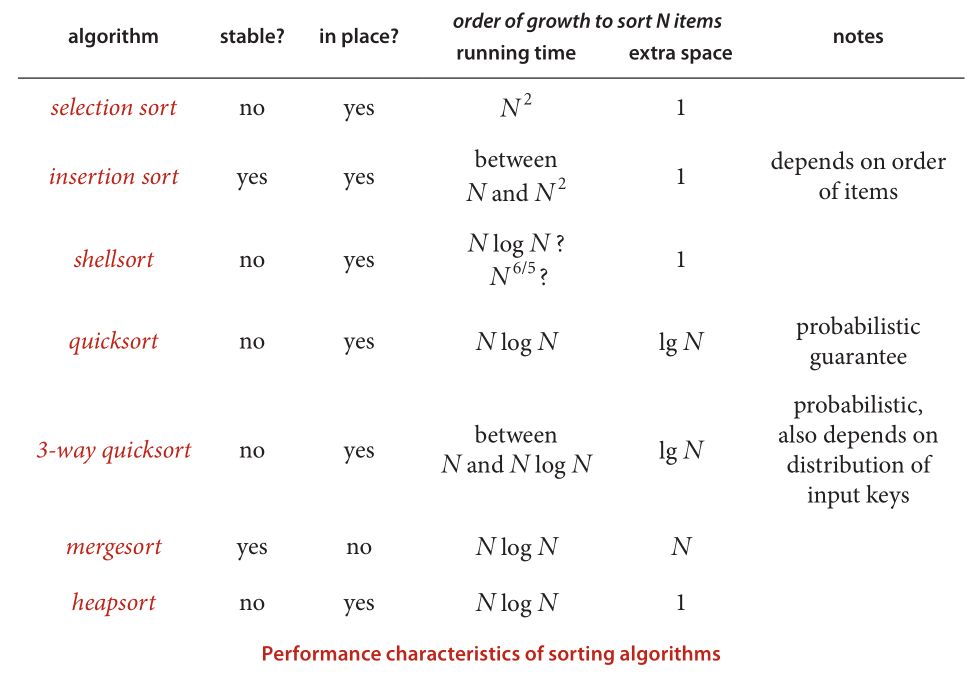 order of growth to sort N items
algorithm stable? in place? running time extra space notes
selection sort no yes N² 1
insertion sort yes yes between N and N² 1 depends on order of items
shellsort no yes N log N ? N^6/5 ? 1
quicksort no yes N log N lg N probabilistic guarantee
3-way quicksort no yes between N and N log N lg N probabilistic, also depends on distribution of input keys
mergesort yes no N log N N
heapsort no yes N log N 1
Performance characteristics of sorting algorithms